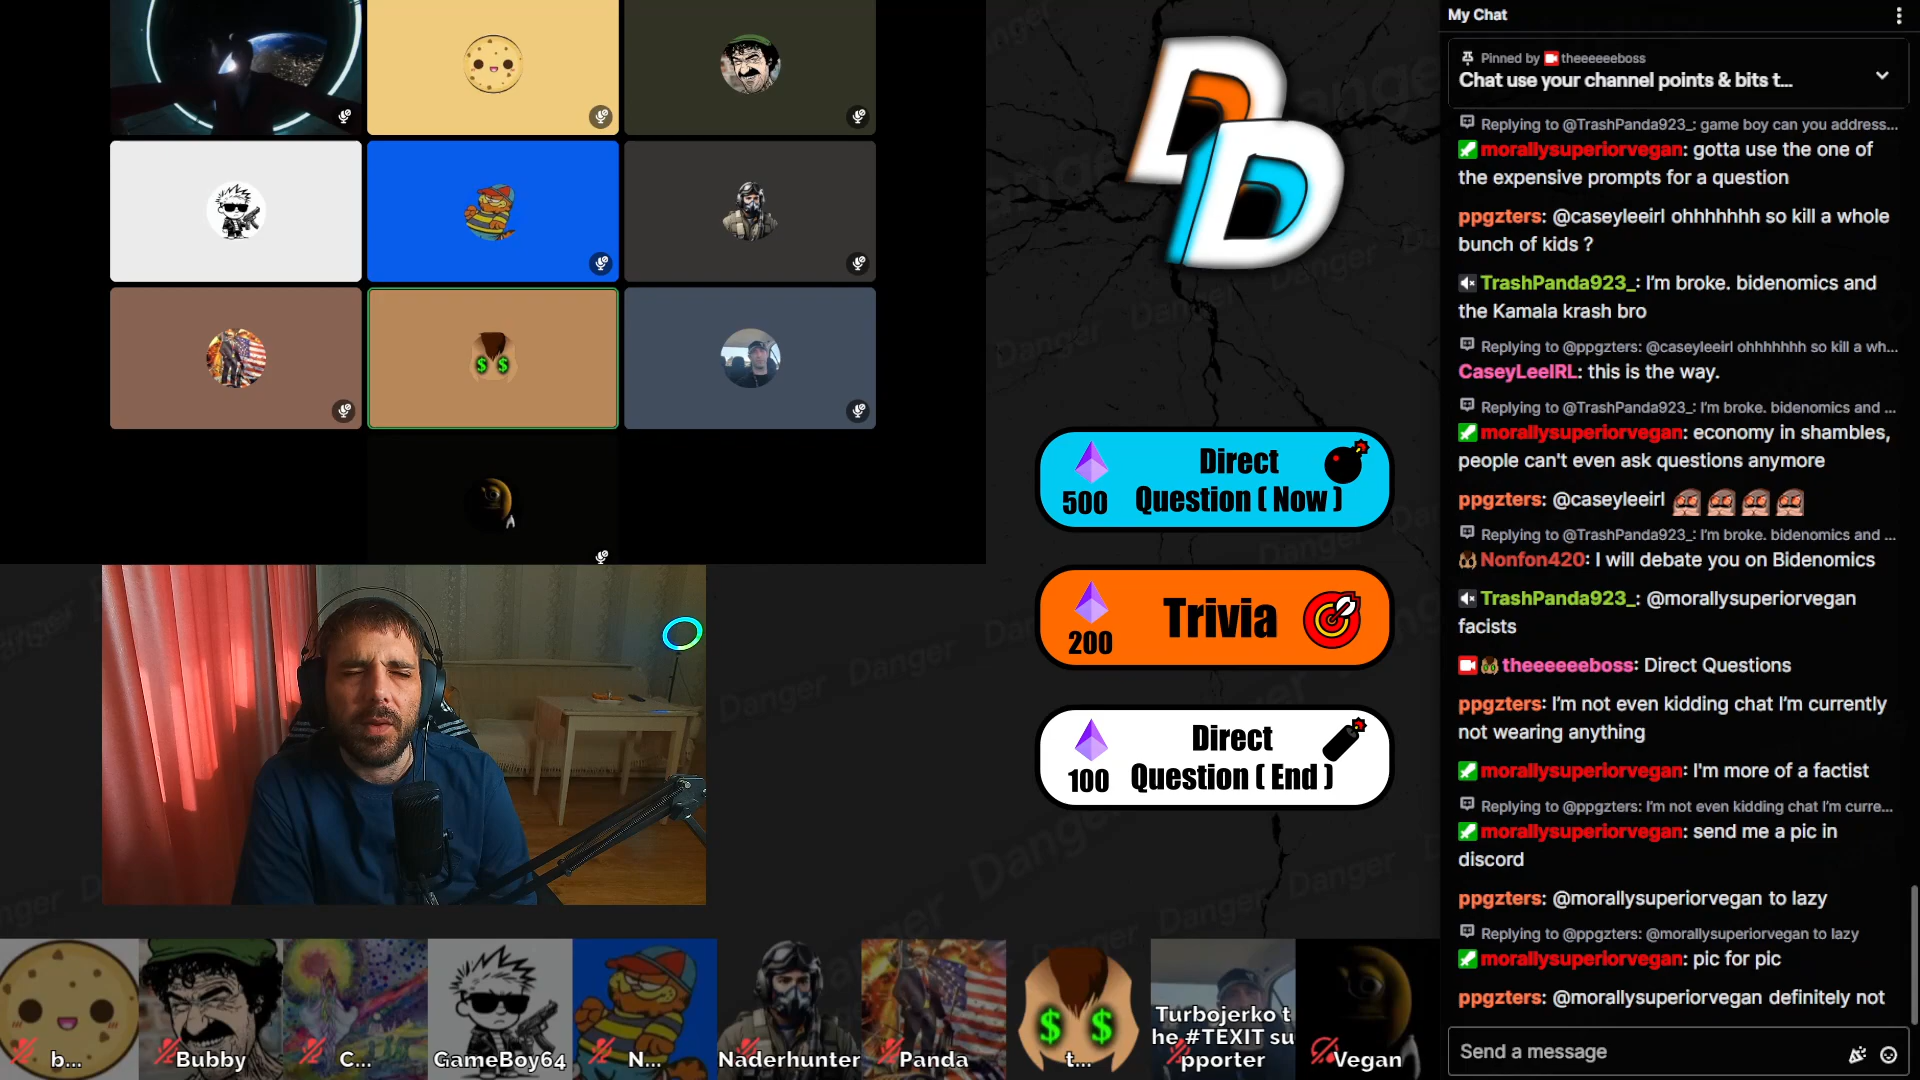 DD
500
Direct
Question ( Now )
200
Trivia
100
Direct
Question ( End )
Danger
b...
Bubby
C...
GameBoy64
N...
Naderhunter
Panda
t...
Turbojerko t
he #TEXIT su
pporter
Vegan
My Chat
Pinned by theeeeeeboss
Chat use your channel points & bits t...
Replying to @TrashPanda923_: game boy can you address...
morallysuperiorvegan: gotta use the one of
the expensive prompts for a question
ppgzters: @caseyleeirl ohhhhhhh so kill a whole
bunch of kids ?
TrashPanda923_: I'm broke. bidenomics and
the Kamala krash bro
Replying to @ppgzters: @caseyleeirl ohhhhhhh so kill a wh...
CaseyLeeIRL: this is the way.
Replying to @TrashPanda923_: I'm broke. bidenomics and ...
morallysuperiorvegan: economy in shambles,
people can't even ask questions anymore
ppgzters: @caseyleeirl
Replying to @TrashPanda923_: I'm broke. bidenomics and ...
Nonfon420: I will debate you on Bidenomics
TrashPanda923_: @morallysuperiorvegan
facists
theeeeeeboss: Direct Questions
ppgzters: I'm not even kidding chat I'm currently
not wearing anything
morallysuperiorvegan: I'm more of a factist
Replying to @ppgzters: I'm not even kidding chat I'm curre...
morallysuperiorvegan: send me a pic in
discord
ppgzters: @morallysuperiorvegan to lazy
Replying to @ppgzters: @morallysuperiorvegan to lazy
morallysuperiorvegan: pic for pic
ppgzters: @morallysuperiorvegan definitely not
Send a message